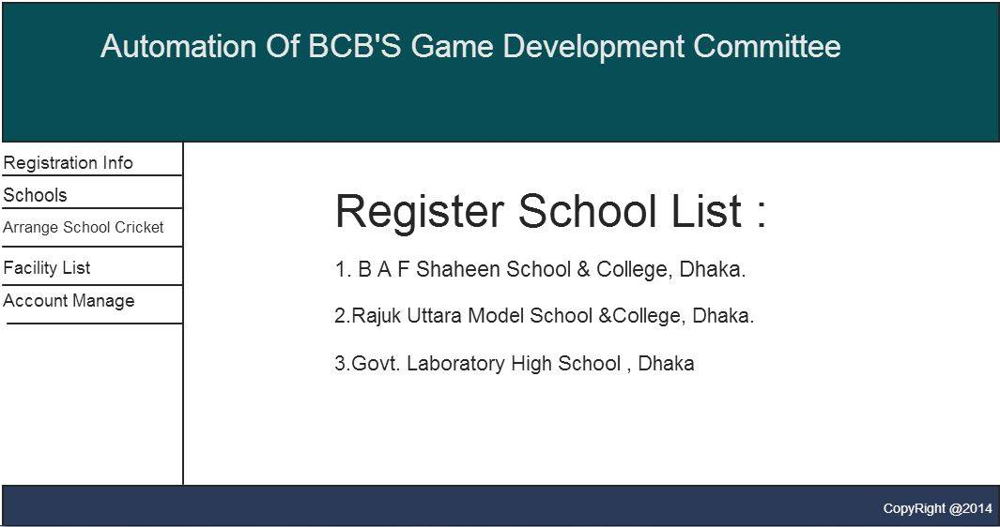 Automation Of BCB'S Game Development Committee
Registration Info
Schools
Arrange School Cricket
Facility List
Account Manage
Register School List :
1. B A F Shaheen School & College, Dhaka.
2.Rajuk Uttara Model School &College, Dhaka.
3.Govt. Laboratory High School , Dhaka
CopyRight @2014